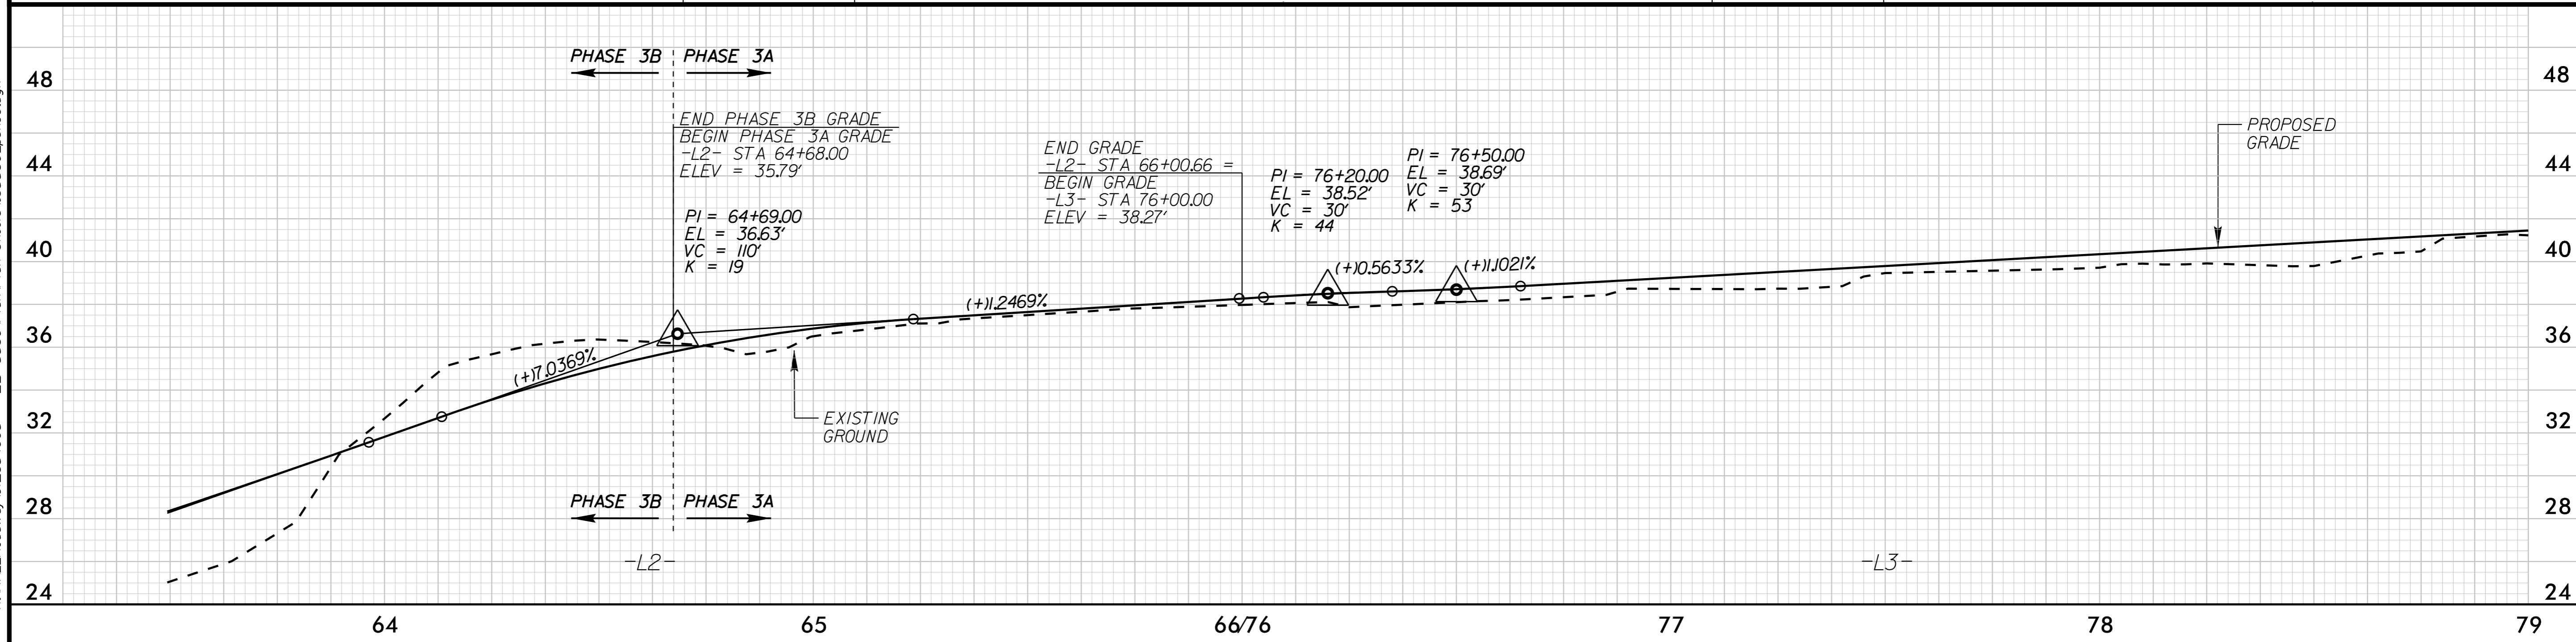 PHASE 3B PHASE 3A
48 48
END PHASE 3B GRADE
BEGIN PHASE 3A GRADE
-L2- STA 64+68.00
ELEV = 35.79'
PI = 64+69.00
EL = 36.63'
VC = 110'
K = 19
END GRADE
-L2- STA 66+00.66 =
BEGIN GRADE
-L3- STA 76+00.00
ELEV = 38.27'
PI = 76+20.00
EL = 38.52'
VC = 30'
K = 44
PI = 76+50.00
EL = 38.69'
VC = 30'
K = 53
PROPOSED
GRADE
44 44
40 40
(+)0.5633%
(+)1.1021%
(+)1.2469%
36 36
(+)7.0369%
EXISTING
GROUND
32 32
28 28
PHASE 3B PHASE 3A
-L2-
-L3-
24 24
64 65 66/76 77 78 79